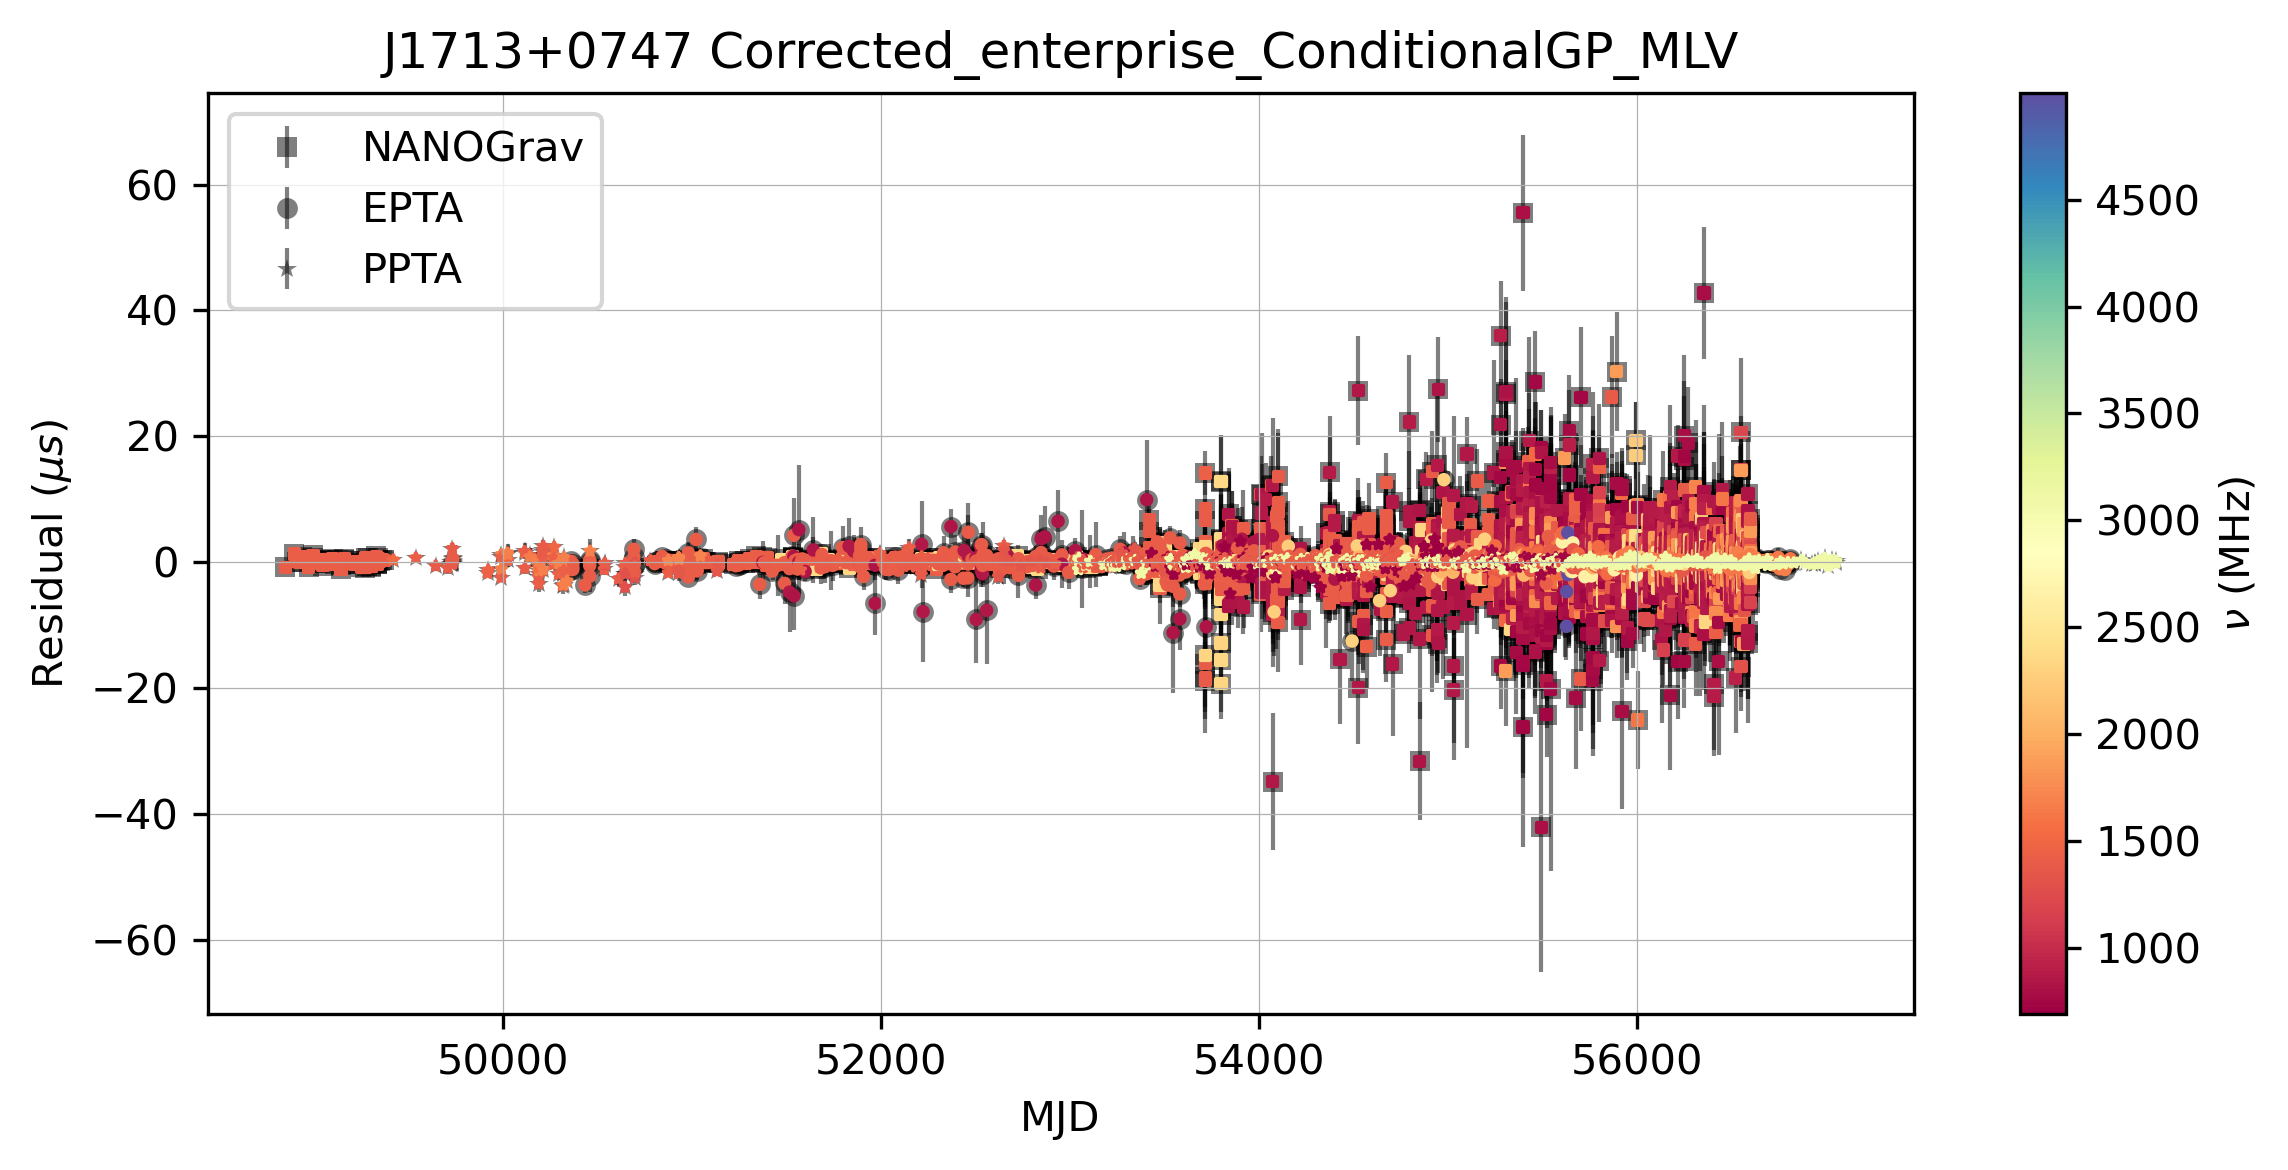 J1713+0747 Corrected_enterprise_ConditionalGP_MLV
NANOGrav
EPTA
PPTA
Residual (μs)
60
40
20
0
−20
−40
−60
50000
52000
54000
56000
MJD
4500
4000
3500
3000
2500
2000
1500
1000
ν (MHz)